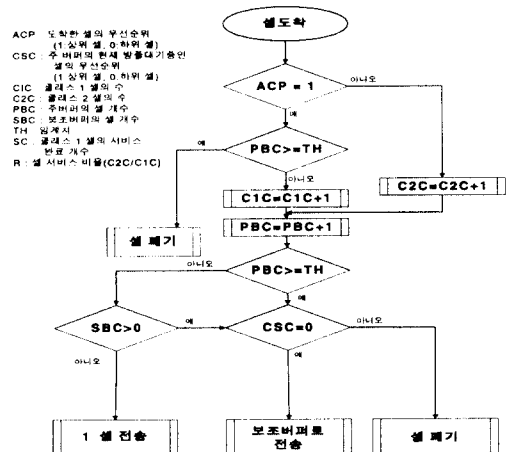 ACP 도착한 셀의 우선순위
(1:상위 셀, 0:하위 셀)
CSC : 주 버퍼의 현재 방출대기중인
셀의 우선순위
(1 상위 셀, 0.하위 셀)
CIC 클래스 1 셀의 수
C2C : 클래스 2 셀의 수
PBC : 주버퍼의 셀 개수
SBC : 보조버퍼의 셀 개수
TH 임계치
SC . 클래스 1 셀의 서비스
완료 개수
R : 셀 서비스 비율(C2C/C1C)
셀도착
ACP = 1
아니오
예
PBC>=TH
예
아니오
C1C=C1C+1
C2C=C2C+1
PBC=PBC+1
셀 폐기
PBC>=TH
아니오
예
SBC>0
예
CSC=0
아니오
아니오
예
1 셀 전송
보조버퍼로
전송
셀 폐기